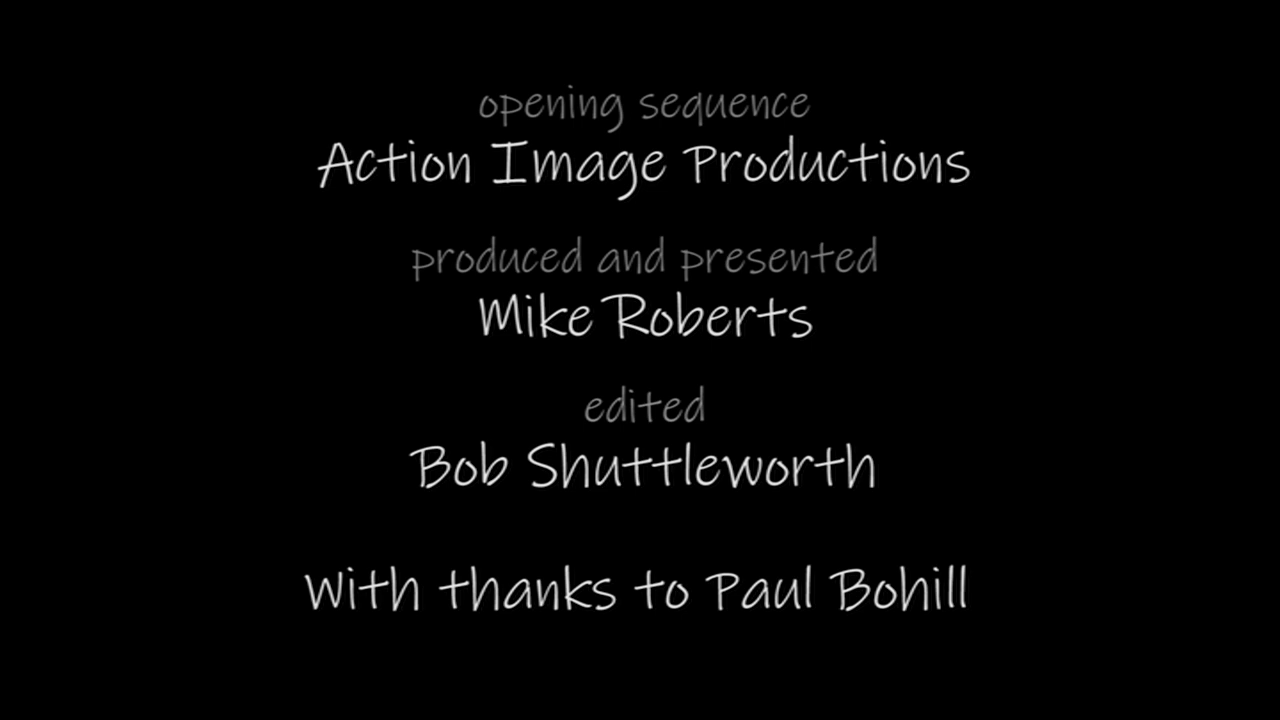 opening sequence
Action Image Productions
produced and presented
Mike Roberts
edited
Bob Shuttleworth
With thanks to Paul Bohill